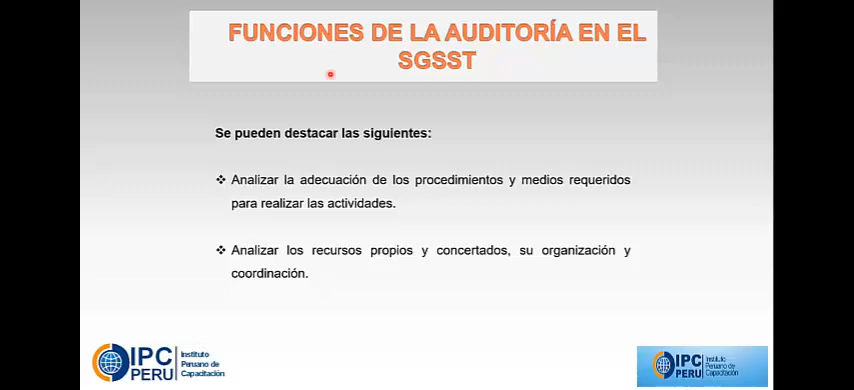 FUNCIONES DE LA AUDITORÍA EN EL
SGSST
Se pueden destacar las siguientes:
❖ Analizar la adecuación de los procedimientos y medios requeridos
para realizar las actividades.
❖ Analizar los recursos propios y concertados, su organización y
coordinación.
IPC
PERU
Instituto
Peruano de
Capacitación
IPC
PERU
Instituto
Peruano de
Capacitación